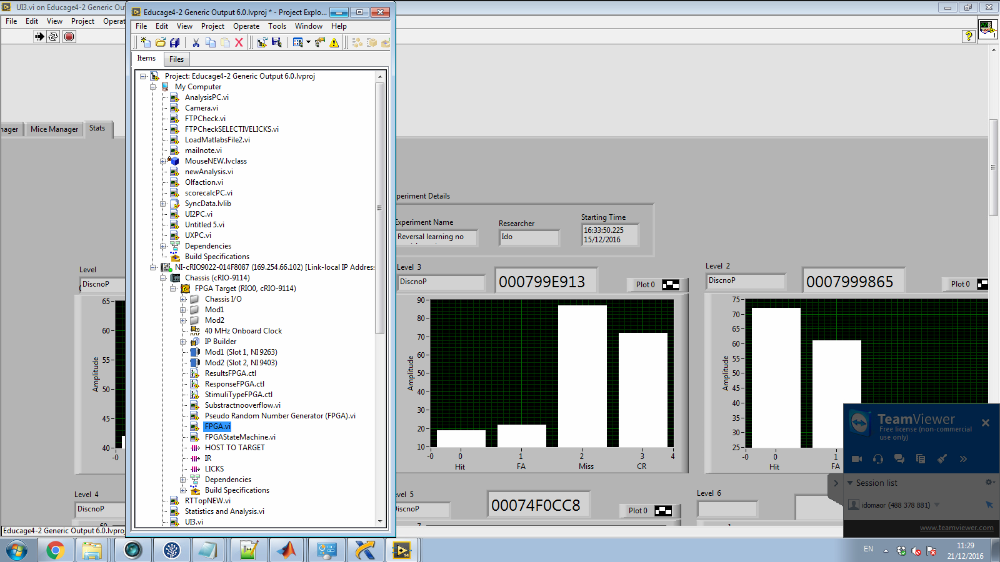 UI3.vi on Educage4-2 Generic Ou
File Edit View Project Operat
Educage4-2 Generic Output 6.0.lvproj * - Project Explo...
File Edit View Project Operate Tools Window Help
Items Files
Project: Educage4-2 Generic Output 6.0.lvproj
My Computer
AnalysisPC.vi
Camera.vi
FTPCheck.vi
FTPCheckSELECTIVELICKS.vi
LoadMatlabsFile2.vi
mailnote.vi
MouseNEW.lvclass
newAnalysis.vi
Olfaction.vi
scorecalcPC.vi
SyncData.lvlib
UI2PC.vi
Untitled 5.vi
UXPC.vi
Dependencies
Build Specifications
NI-cRIO9022-014F8087 (169.254.66.102) [Link-local IP Address
Chassis (cRIO-9114)
FPGA Target (RIO0, cRIO-9114)
Chassis I/O
Mod1
Mod2
40 MHz Onboard Clock
IP Builder
Mod1 (Slot 1, NI 9263)
Mod2 (Slot 2, NI 9403)
ResultsFPGA.ctl
ResponseFPGA.ctl
StimuliTypeFPGA.ctl
Substractnooverflow.vi
Pseudo Random Number Generator (FPGA).vi
FPGA.vi
FPGAStateMachine.vi
HOST TO TARGET
IR
LICKS
Dependencies
Build Specifications
RTTopNEW.vi
Statistics and Analysis.vi
UI3.vi
nager Mice Manager Stats
periment Details
Experiment Name
Reversal learning no
Researcher
Ido
Starting Time
16:33:50.225
15/12/2016
Level
DiscnoP
65
60
55
50
45
40
Amplitude
-0
Level 3
DiscnoP
000799E913
Plot 0
90
80
70
60
50
40
30
20
10
Amplitude
-0 0 1 2 3 4
Hit FA Miss CR
Level 2
DiscnoP
0007999865
Plot 0
75
70
65
60
55
50
45
40
35
30
25
Amplitude
-0 0 1
Hit FA
Level 4
DiscnoP
60
evel 5
DiscnoP
00074F0CC8
Plot 0
7
Level 6
1
TeamViewer
Free license (non-commercial
use only)
Session list
idomaor (488 378 881)
www.teamviewer.com
Educage4-2 Generic Output 6.0.lvproj
14
EN
11:29
21/12/2016